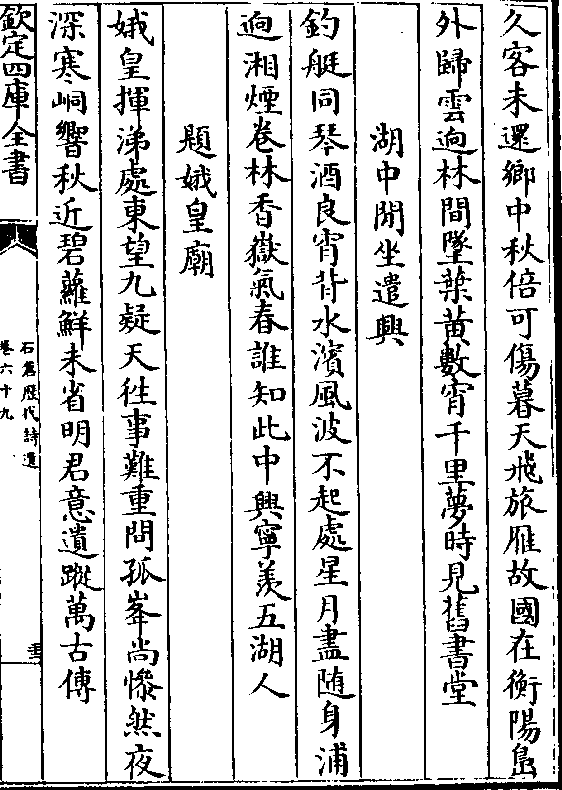 久客未還鄉中秋倍可傷暮天飛旅雁故國在衡陽島
外歸雲迥林間墜葉黃數宵千里夢時見舊書堂
湖中閒坐遣興
釣艇同琴酒良宵背水濱風波不起處星月盡随身浦
迥湘煙卷林香嶽氣春誰知此中興寧羨五湖人
題娥皇廟
娥皇揮涕處東望九疑天往事難重問孤峯尚慘然夜
深寒峒響秋近碧蘿鮮未省明君意遺蹤萬古傳
欽定四庫全書
石倉歷代詩選
卷六十九